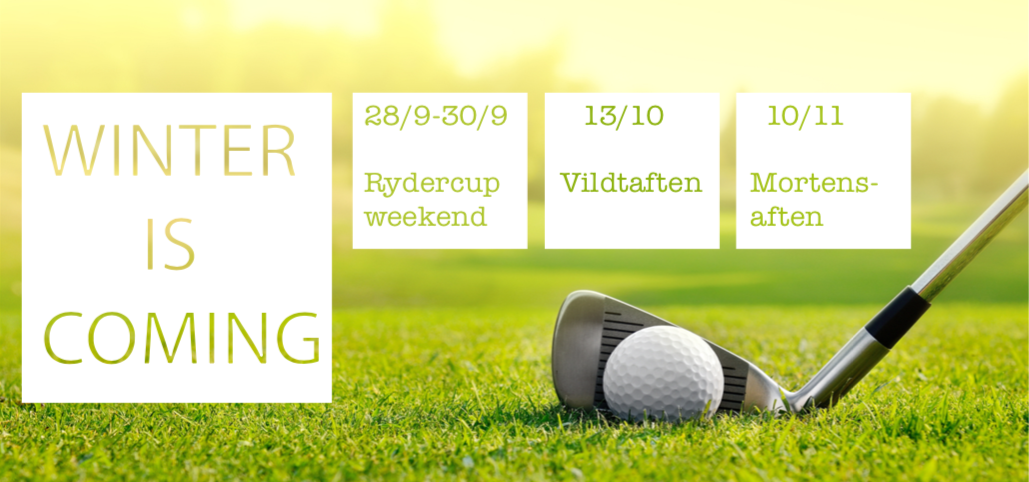 WINTER
IS
COMING
28/9-30/9
Rydercup
weekend
13/10
Vildtaften
10/11
Mortens-
aften